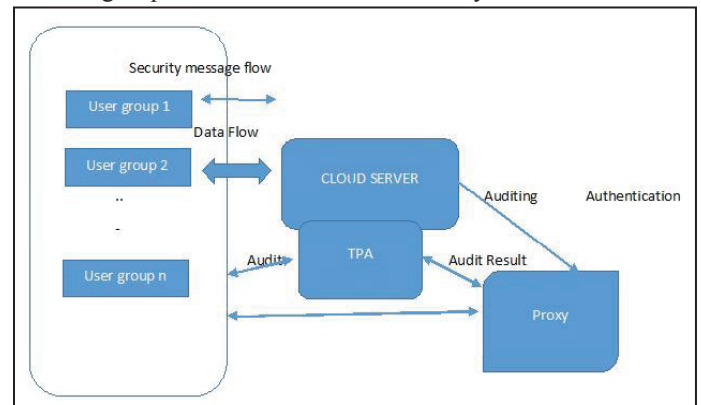 Security message flow
User group 1
Data Flow
User group 2
CLOUD SERVER
..
Auditing
Authentication
-
TPA
Audit
Audit Result
User group n
Proxy